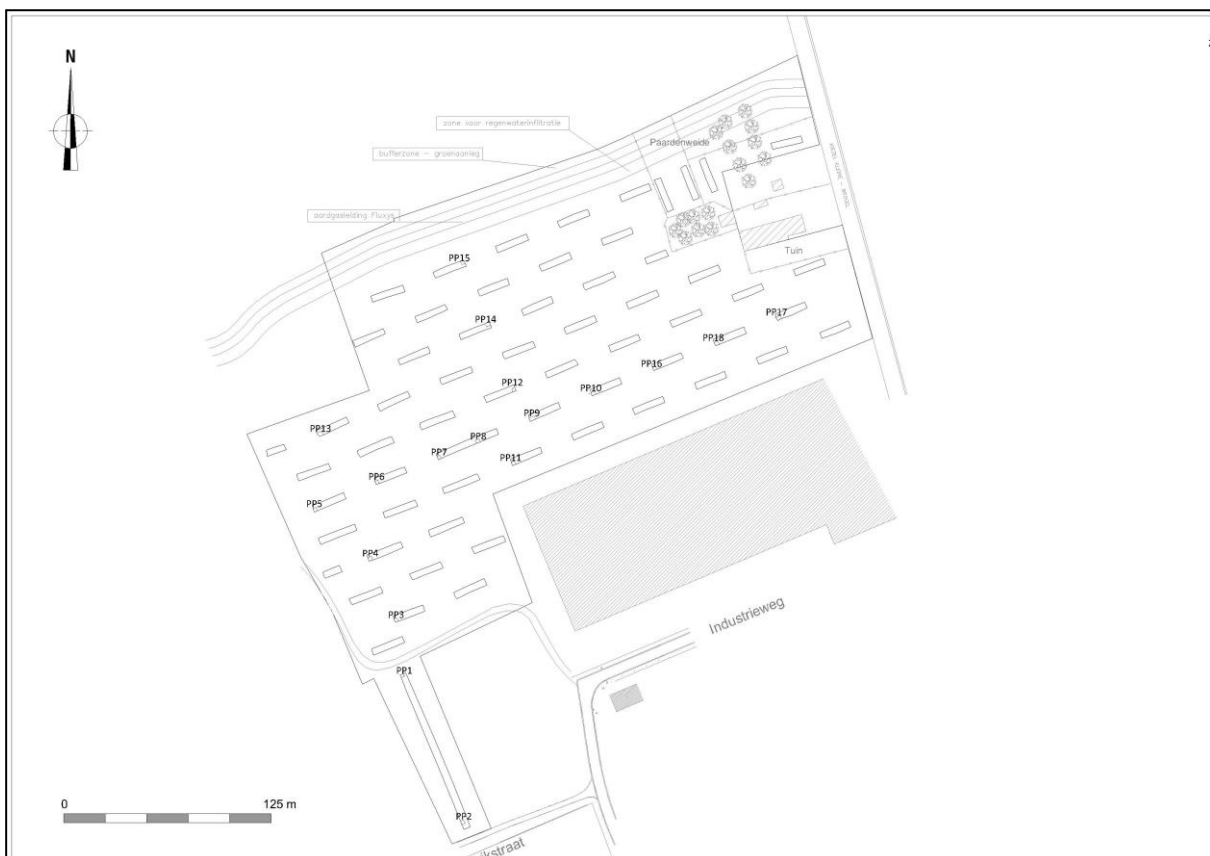 N
zone voor regenwaterinfiltratie
bufferzone - groenaanleg
aardgasleiding Fluxys
Paardenweide
Tuin
PP15
PP14
PP17
PP18
PP16
PP12
PP10
PP9
PP13
PP8
PP7
PP11
PP6
PP5
PP4
PP3
Industrieweg
PP1
0
125 m
PP2
kstraat